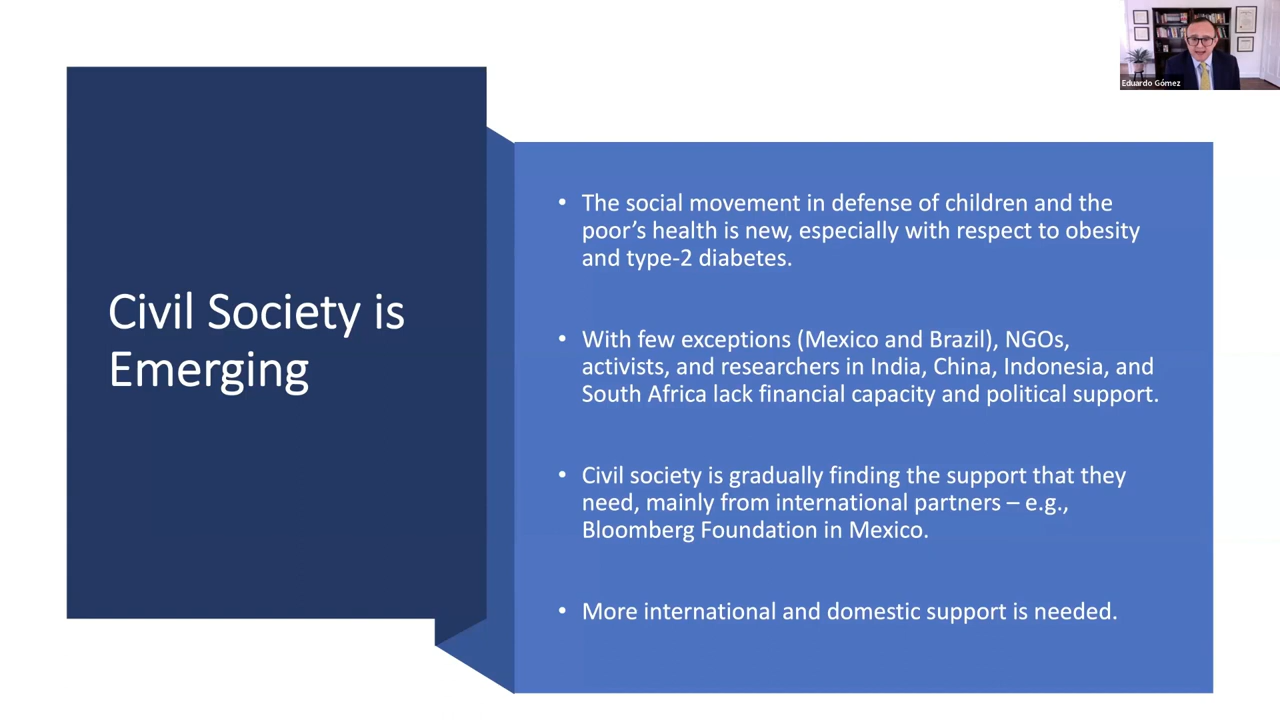 Eduardo Gómez
Civil Society is
Emerging
• The social movement in defense of children and the
poor’s health is new, especially with respect to obesity
and type-2 diabetes.
• With few exceptions (Mexico and Brazil), NGOs,
activists, and researchers in India, China, Indonesia, and
South Africa lack financial capacity and political support.
• Civil society is gradually finding the support that they
need, mainly from international partners – e.g.,
Bloomberg Foundation in Mexico.
• More international and domestic support is needed.